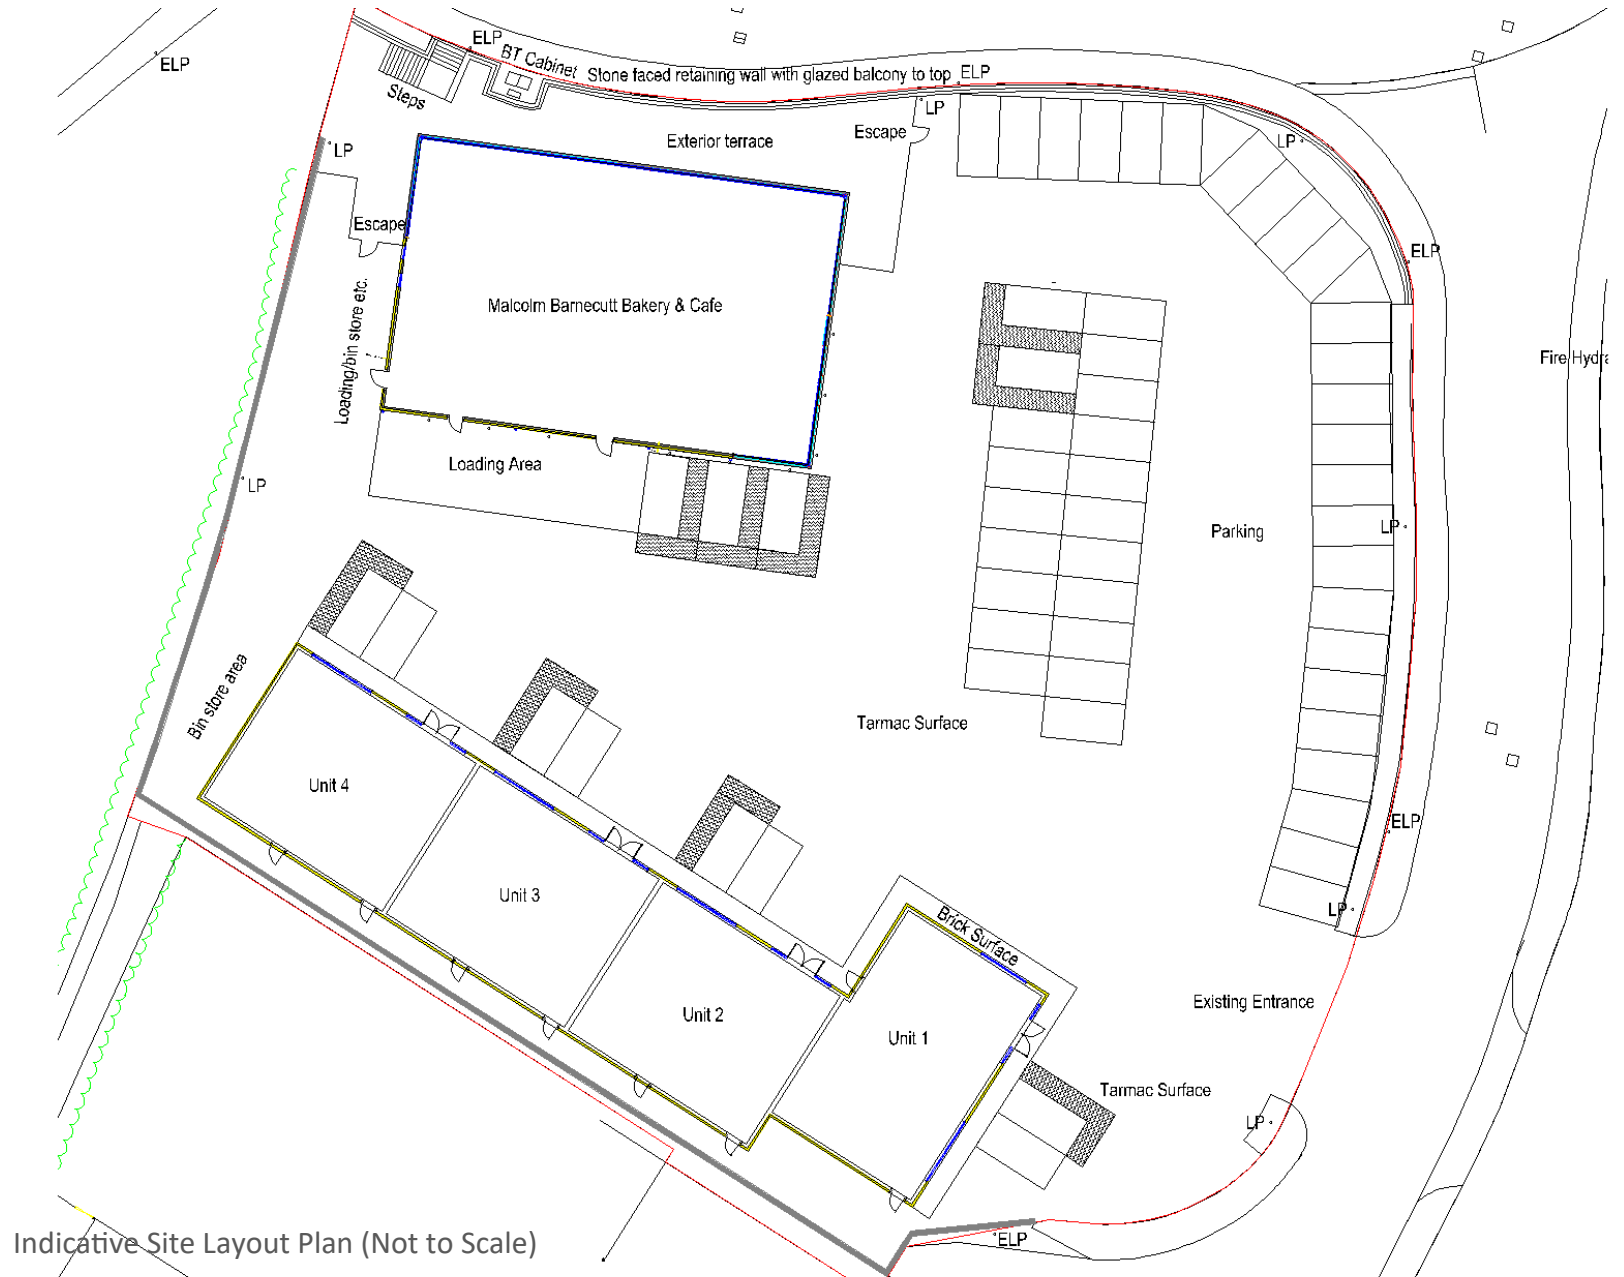 ELP
ELP
BT Cabinet
Stone faced retaining wall with glazed balcony to top
ELP
Steps
LP
Escape
Exterior terrace
LP
LP
Escape
ELP
Loading/bin store etc.
Malcolm Barnecutt Bakery & Cafe
Loading Area
LP
Parking
LP
Bin store area
Tarmac Surface
Unit 4
ELP
Unit 3
LP
Brick Surface
Existing Entrance
Unit 2
Unit 1
Tarmac Surface
LP
ELP
Indicative Site Layout Plan (Not to Scale)
Fire